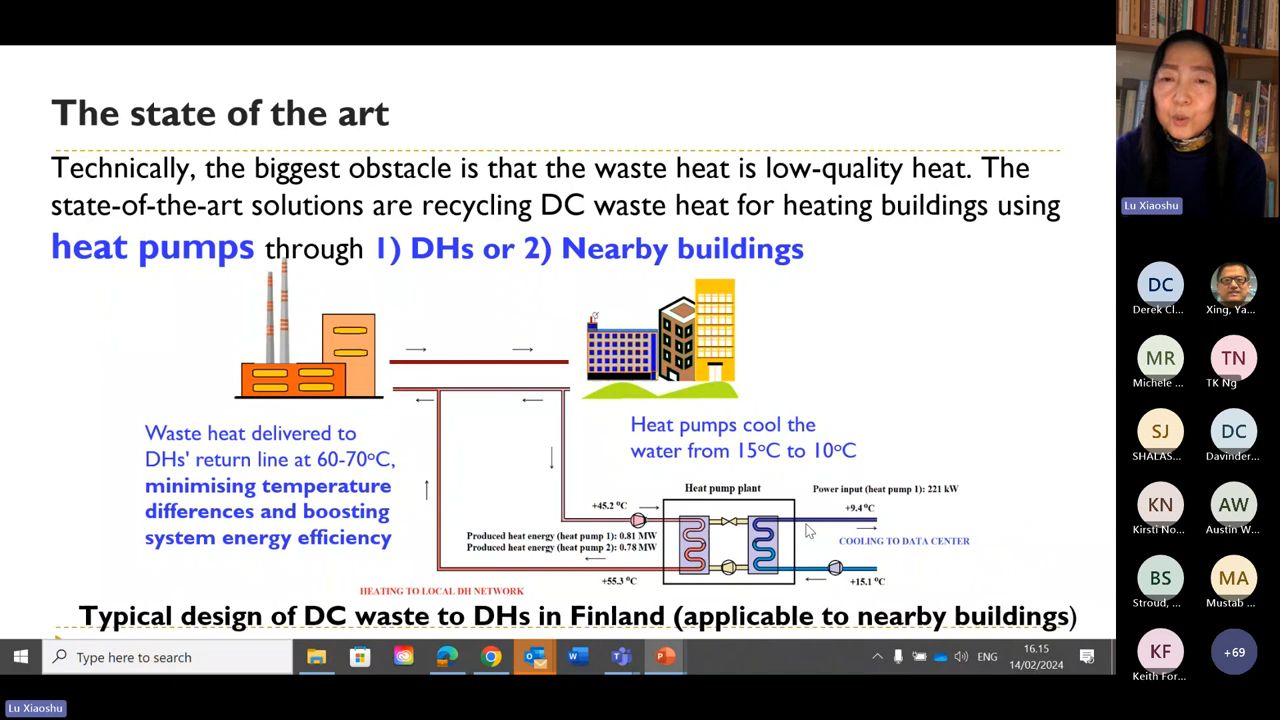 The state of the art
Technically, the biggest obstacle is that the waste heat is low-quality heat. The
state-of-the-art solutions are recycling DC waste heat for heating buildings using
heat pumps through 1) DHs or 2) Nearby buildings
Waste heat delivered to
DHs' return line at 60-70°C,
minimising temperature
differences and boosting
system energy efficiency
Heat pumps cool the
water from 15°C to 10°C
Heat pump plant
Power input (heat pump 1): 221 kW
+45.2 °C
+9.4°C
Produced heat energy (heat pump 1): 0.81 MW
Produced heat energy (heat pump 2): 0.78 MW
COOLING TO DATA CENTER
+55.3°C
+15.1°C
HEATING TO LOCAL DH NETWORK
Typical design of DC waste to DHs in Finland (applicable to nearby buildings)
Type here to search
ENG
16.15
14/02/2024
Lu Xiaoshu
Lu Xiaoshu
DC
Derek Cl...
Xing, Ya...
MR
Michele ...
TN
TK Ng
SJ
SHALAS...
DC
Davinder...
KN
Kirsti No...
AW
Austin W...
BS
Stroud, ...
MA
Mustab ...
KF
Keith For...
+69